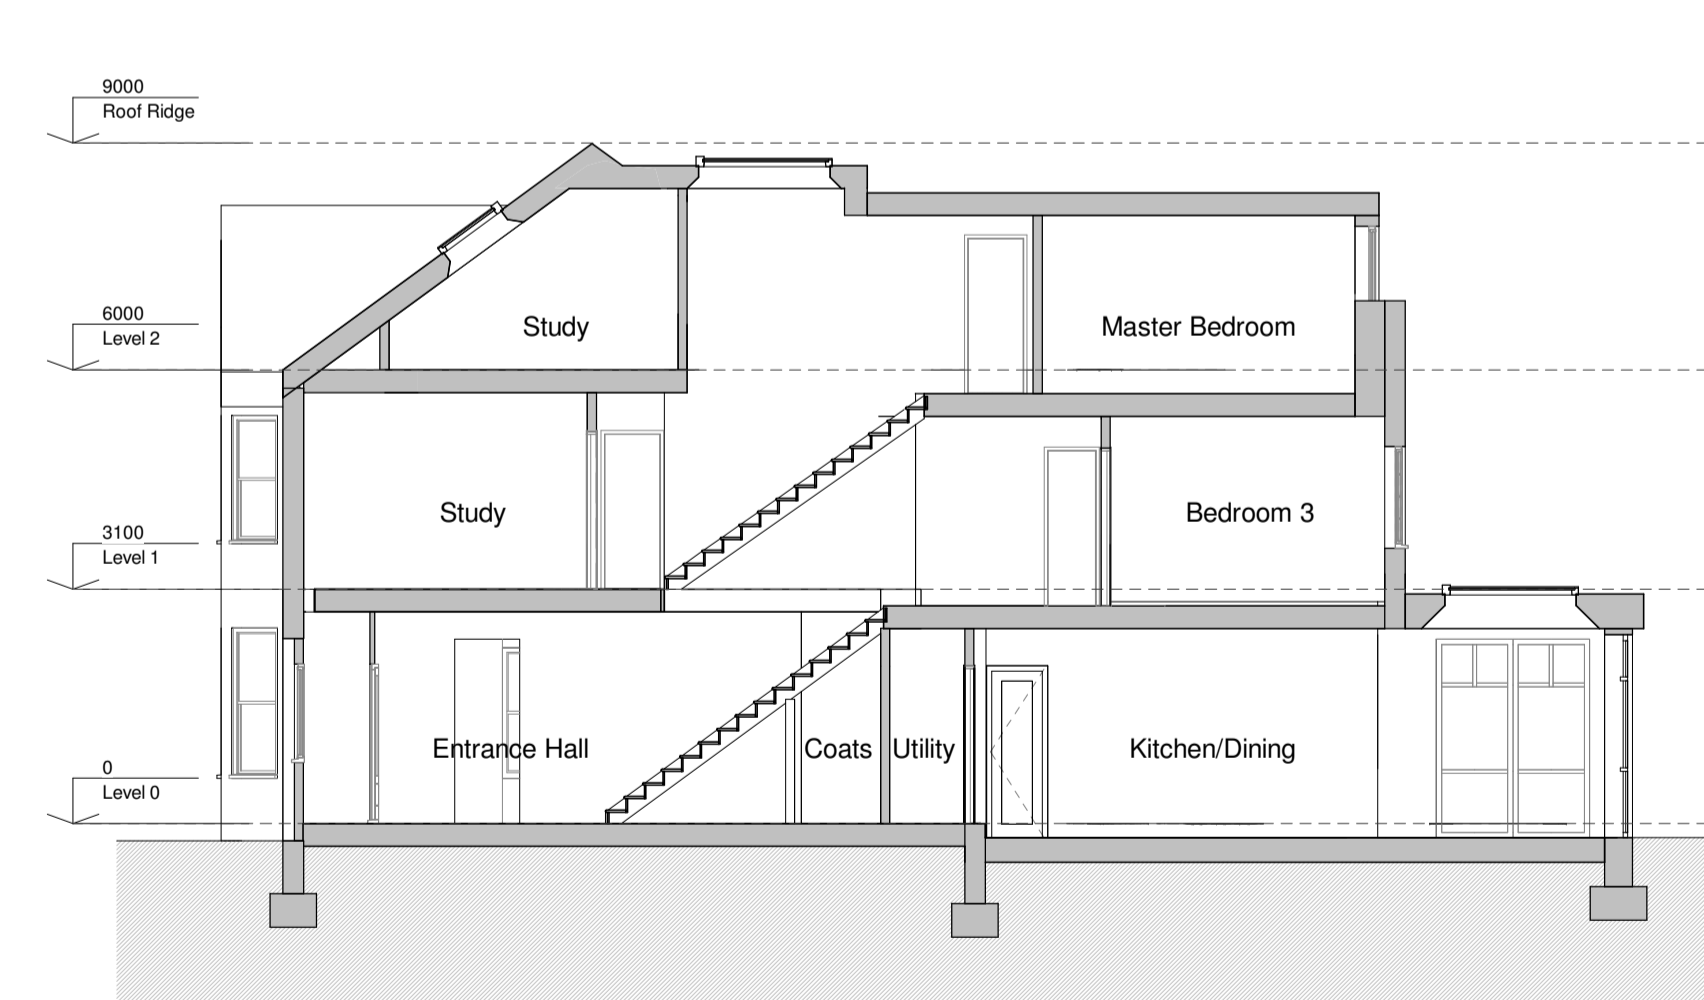 9000
Roof Ridge
6000
Level 2
Study
Master Bedroom
3100
Level 1
Study
Bedroom 3
0
Level 0
Entrance Hall
Coats
Utility
Kitchen/Dining